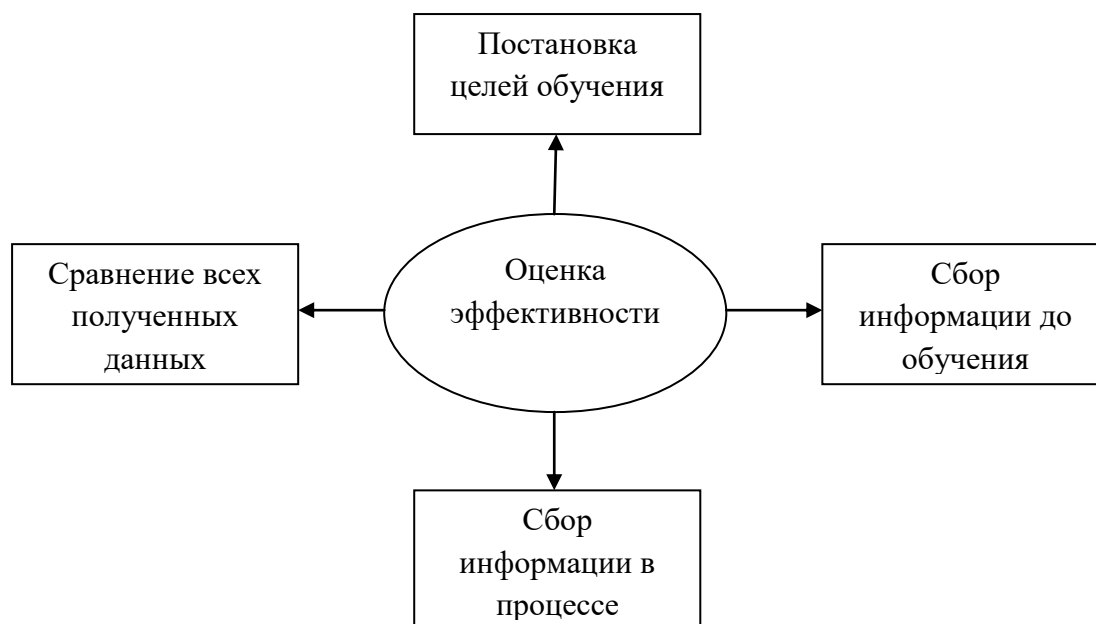 Постановка
целей обучения
Сравнение всех
полученных
данных
Оценка
эффективности
Сбор
информации до
обучения
Сбор
информации в
процессе